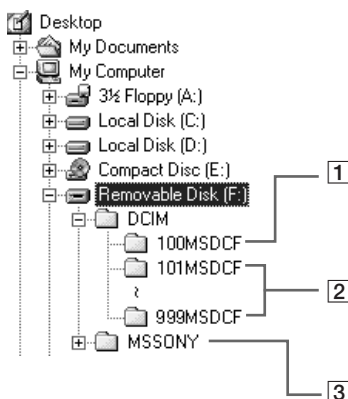 Desktop
My Documents
My Computer
3½ Floppy (A:)
Local Disk (C:)
Local Disk (D:)
Compact Disc (E:)
Removable Disk (F:)
DCIM
100MSDCF
101MSDCF
~
999MSDCF
MSSONY
1
2
3